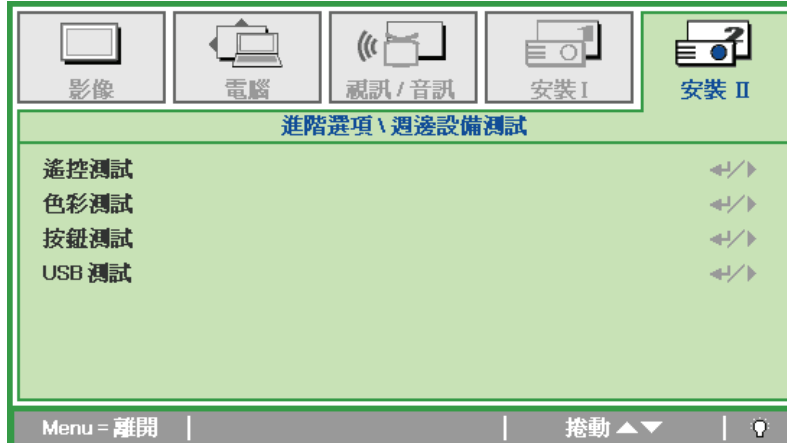 影像
電腦
視訊 / 音訊
安裝 I
安裝 II
進階選項 \ 週邊設備測試
遙控測試
色彩測試
按鈕測試
USB 測試
Menu = 離開
捲動 ▲▼